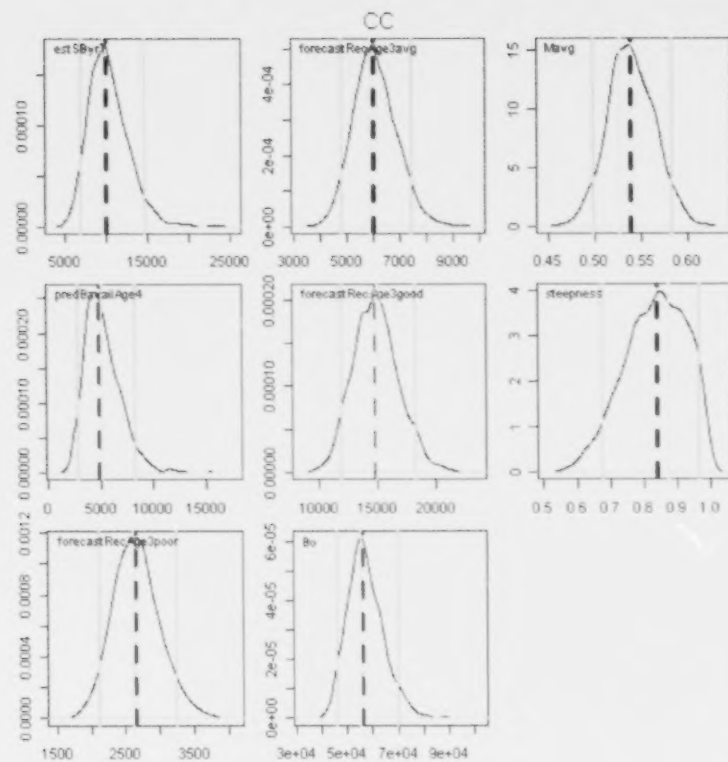 CC
estSByr1
forecastRecAge3avg
Mavg
0.00000 0.00010
5000 15000 25000
0e+00 2e-04 4e-04
3000 5000 7000 9000
0 5 10 15
0.45 0.50 0.55 0.60
predBavailAge4
forecastRecAge3good
steepness
0.00000 0.00010 0.00020
0 5000 10000 15000
0.00000 0.00010 0.00020
10000 15000 20000
0 1 2 3 4
0.5 0.6 0.7 0.8 0.9 1.0
forecastRecAge3poor
Bo
0.0000 0.0004 0.0008 0.0012
1500 2500 3500
0e+00 2e-05 4e-05 6e-05
3e+04 5e+04 7e+04 9e+04